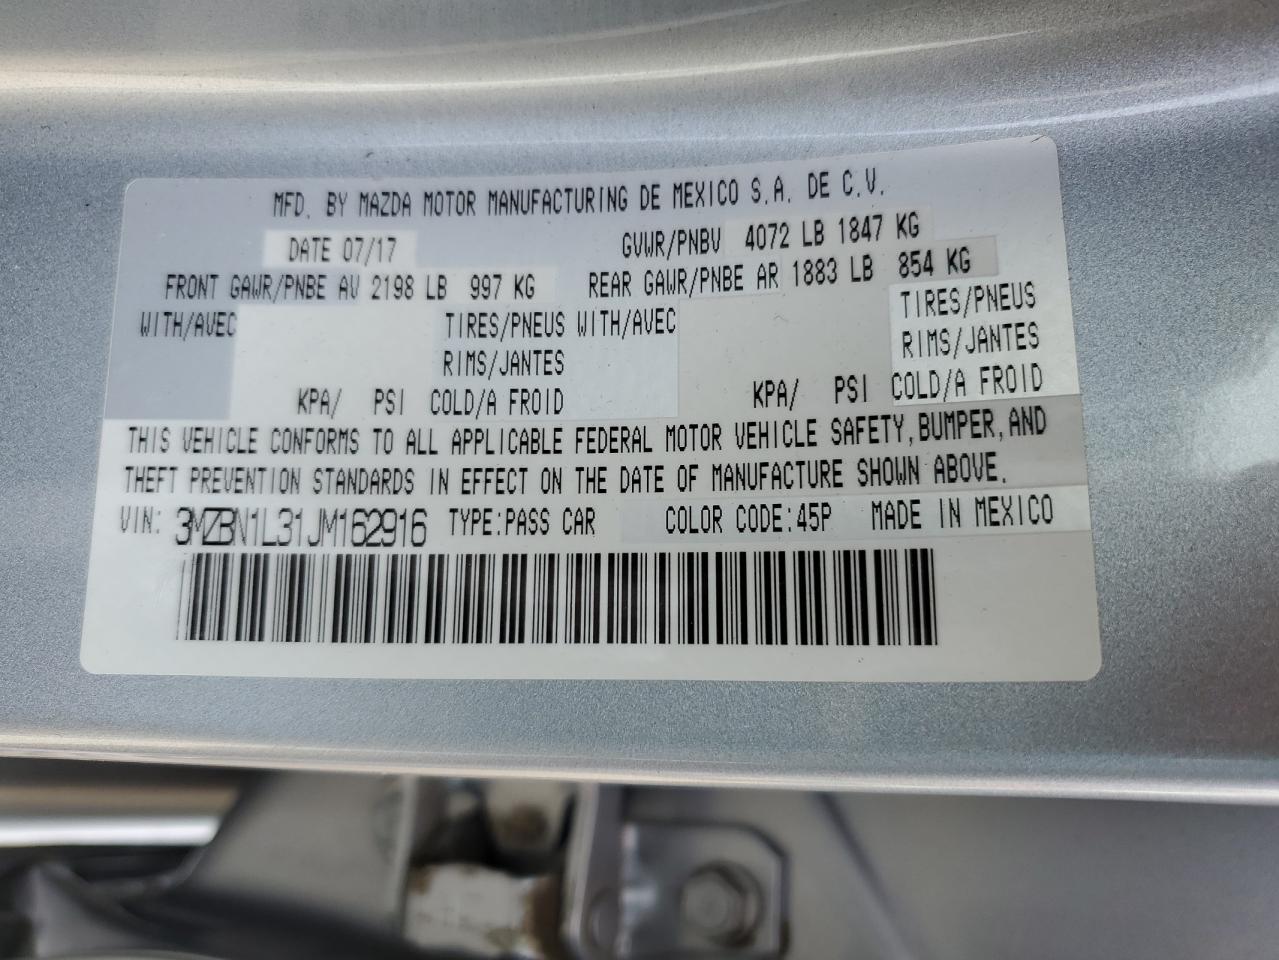 MFD. BY MAZDA MOTOR MANUFACTURING DE MEXICO S.A. DE C.V.
DATE 07/17 GVWR/PNBV 4072 LB 1847 KG
FRONT GAWR/PNBE AV 2198 LB 997 KG REAR GAWR/PNBE AR 1883 LB 854 KG
WITH/AVEC TIRES/PNEUS WITH/AVEC TIRES/PNEUS
RIMS/JANTES RIMS/JANTES
KPA/ PSI COLD/A FROID KPA/ PSI COLD/A FROID
THIS VEHICLE CONFORMS TO ALL APPLICABLE FEDERAL MOTOR VEHICLE SAFETY, BUMPER, AND
THEFT PREVENTION STANDARDS IN EFFECT ON THE DATE OF MANUFACTURE SHOWN ABOVE.
VIN: 3MZBN1L31JM162916 TYPE:PASS CAR COLOR CODE:45P MADE IN MEXICO